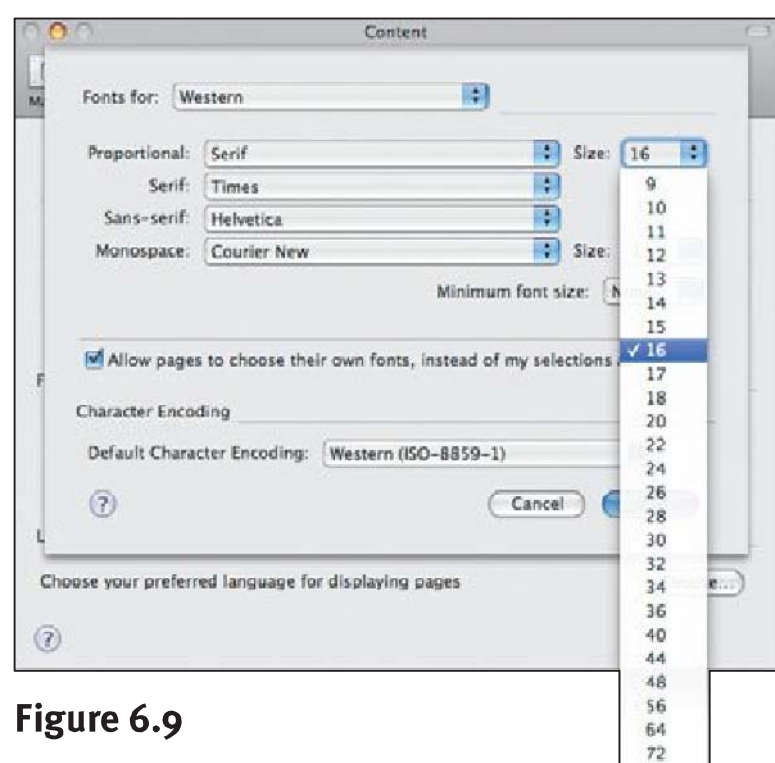 Content
Fonts for: Western
Proportional: Serif Size: 16
Serif: Times
Sans-serif: Helvetica
Monospace: Courier New Size:
Minimum font size:
Allow pages to choose their own fonts, instead of my selections
Character Encoding
Default Character Encoding: Western (ISO-8859-1)
? Cancel
Choose your preferred language for displaying pages
?
9
10
11
12
13
14
15
✓ 16
17
18
20
22
24
26
28
30
32
34
36
40
44
48
56
64
72
Figure 6.9